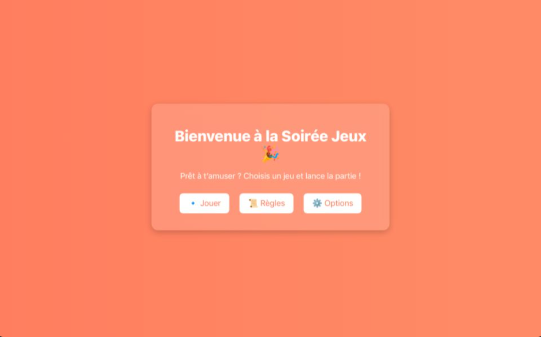 Bienvenue à la Soirée Jeux
🎉
Prêt à t'amuser ? Choisis un jeu et lance la partie !
🔹 Jouer
📜 Règles
⚙️ Options